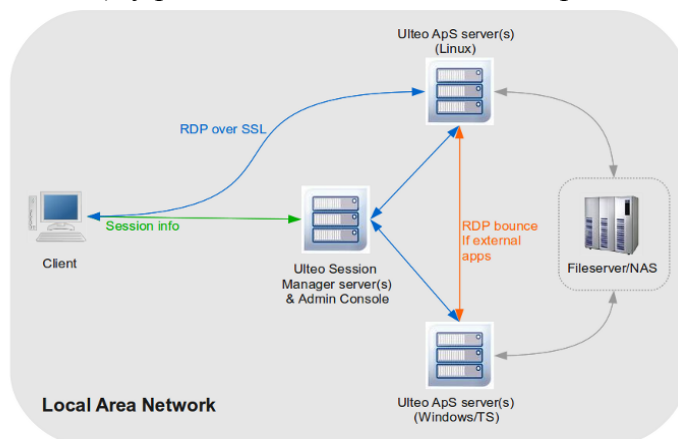 Ulteo ApS server(s)
(Linux)
RDP over SSL
Session info
Client
RDP bounce
If external
apps
Fileserver/NAS
Ulteo Session
Manager server(s)
& Admin Console
Local Area Network
Ulteo ApS server(s)
(Windows/TS)